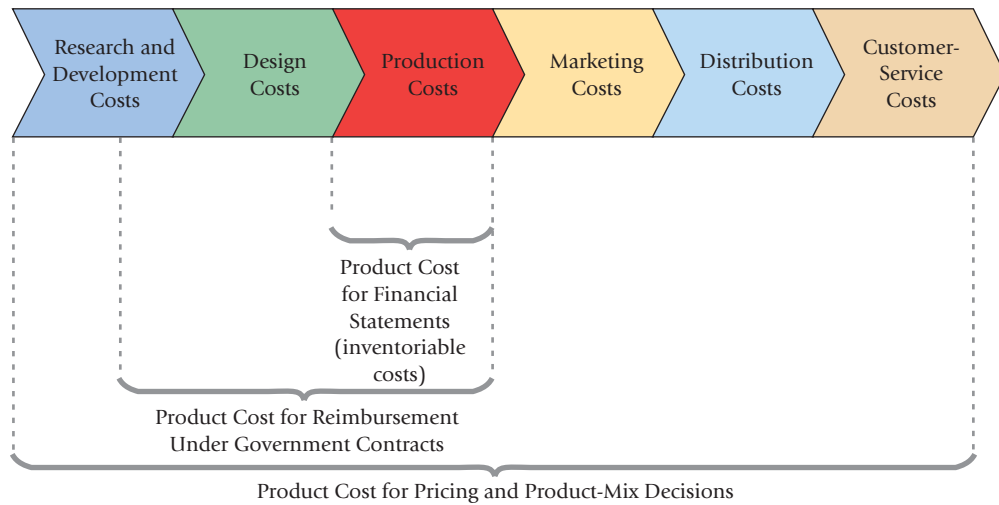 Research and
Development
Costs
Design
Costs
Production
Costs
Marketing
Costs
Distribution
Costs
Customer-
Service
Costs
Product Cost
for Financial
Statements
(inventoriable
costs)
Product Cost for Reimbursement
Under Government Contracts
Product Cost for Pricing and Product-Mix Decisions